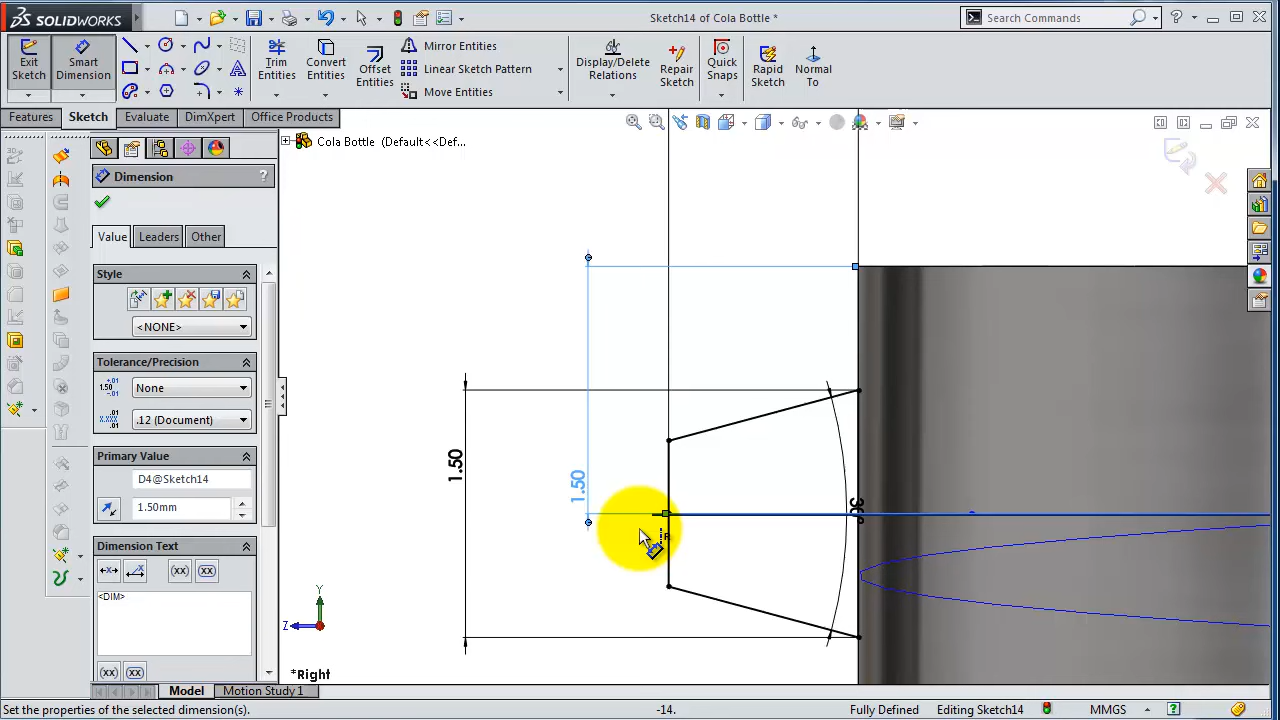 SOLIDWORKS
Sketch14 of Cola Bottle *
Search Commands
Exit Sketch
Smart Dimension
Trim Entities
Convert Entities
Offset Entities
Mirror Entities
Linear Sketch Pattern
Move Entities
Display/Delete Relations
Repair Sketch
Quick Snaps
Rapid Sketch
Normal To
Features
Sketch
Evaluate
DimXpert
Office Products
Cola Bottle (Default<<Def...
Dimension
?
Value
Leaders
Other
Style
<NONE>
Tolerance/Precision
None
.12 (Document)
Primary Value
D4@Sketch14
1.50mm
Dimension Text
<DIM>
1.50
1.50
30°
Y
Z
*Right
Model
Motion Study 1
Set the properties of the selected dimension(s).
-14.
Fully Defined
Editing Sketch14
MMGS